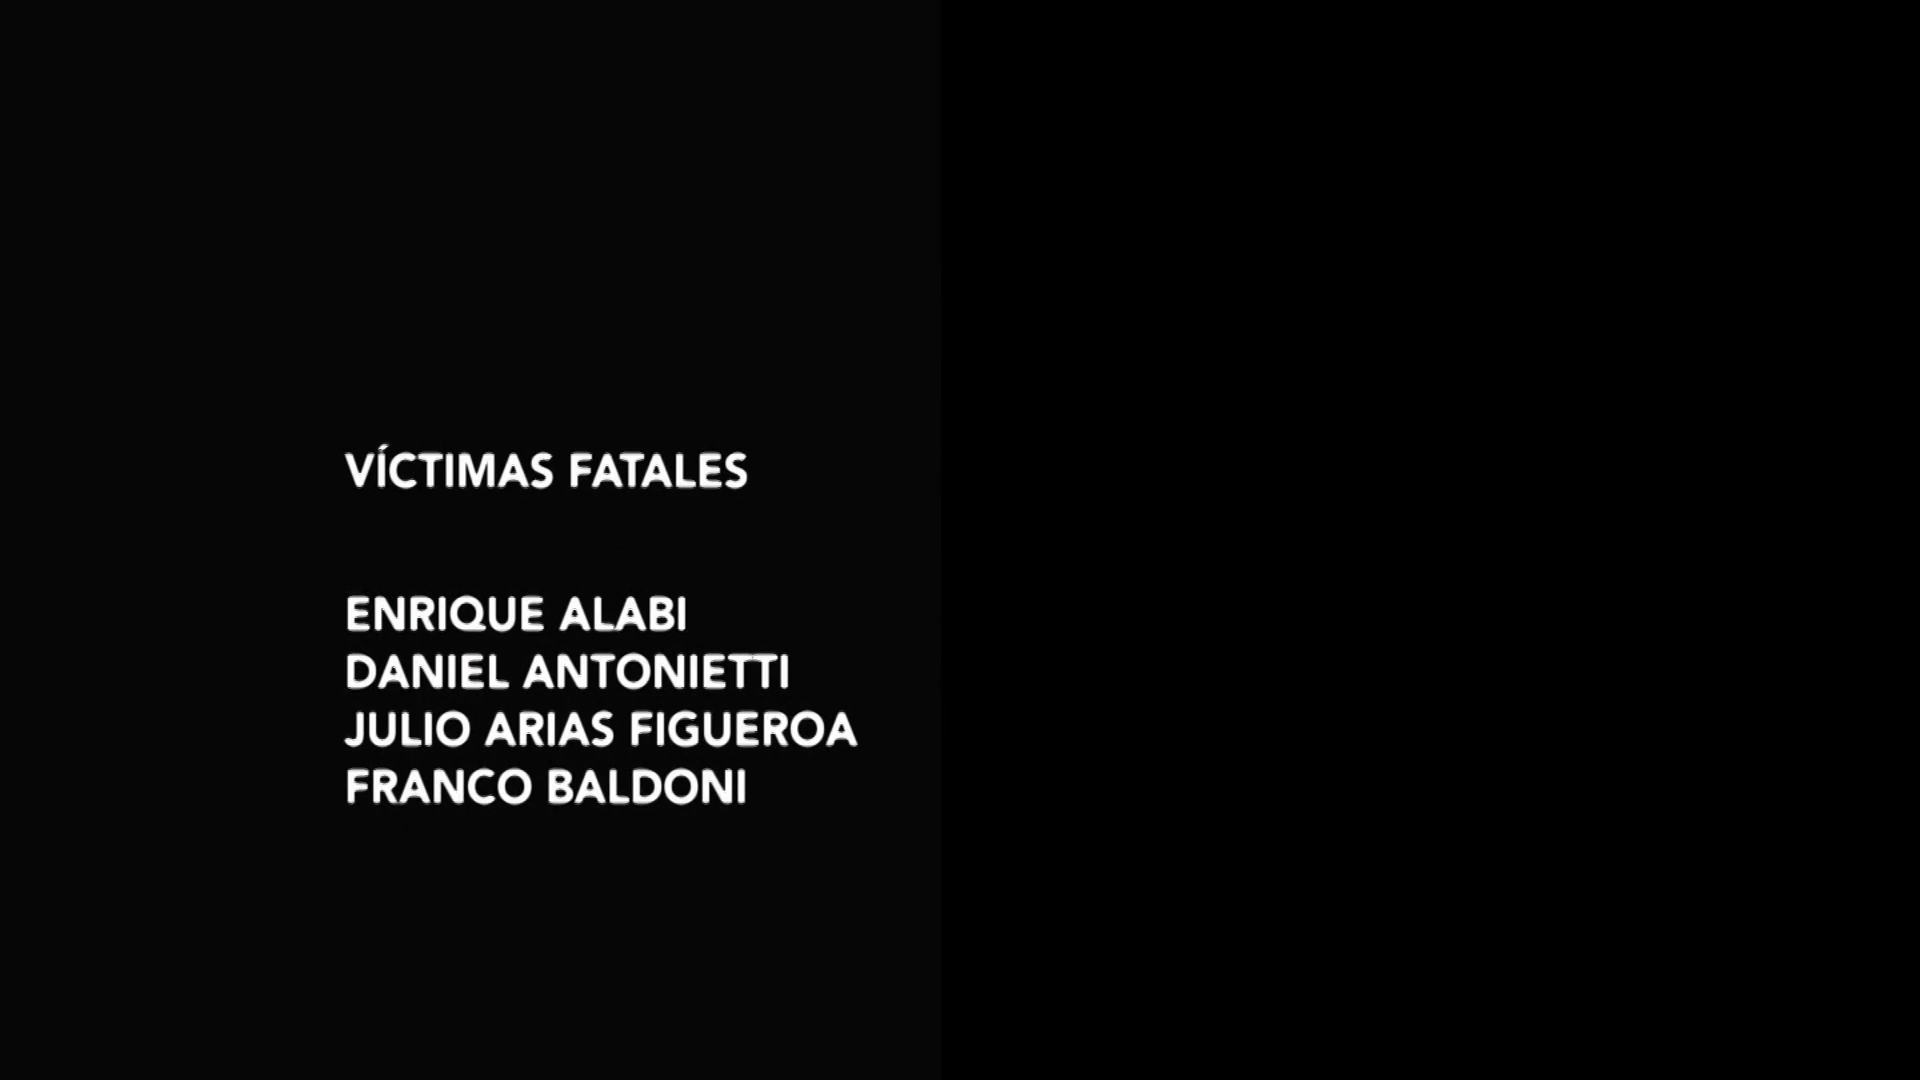 VÍCTIMAS FATALES
ENRIQUE ALABI
DANIEL ANTONIETTI
JULIO ARIAS FIGUEROA
FRANCO BALDONI